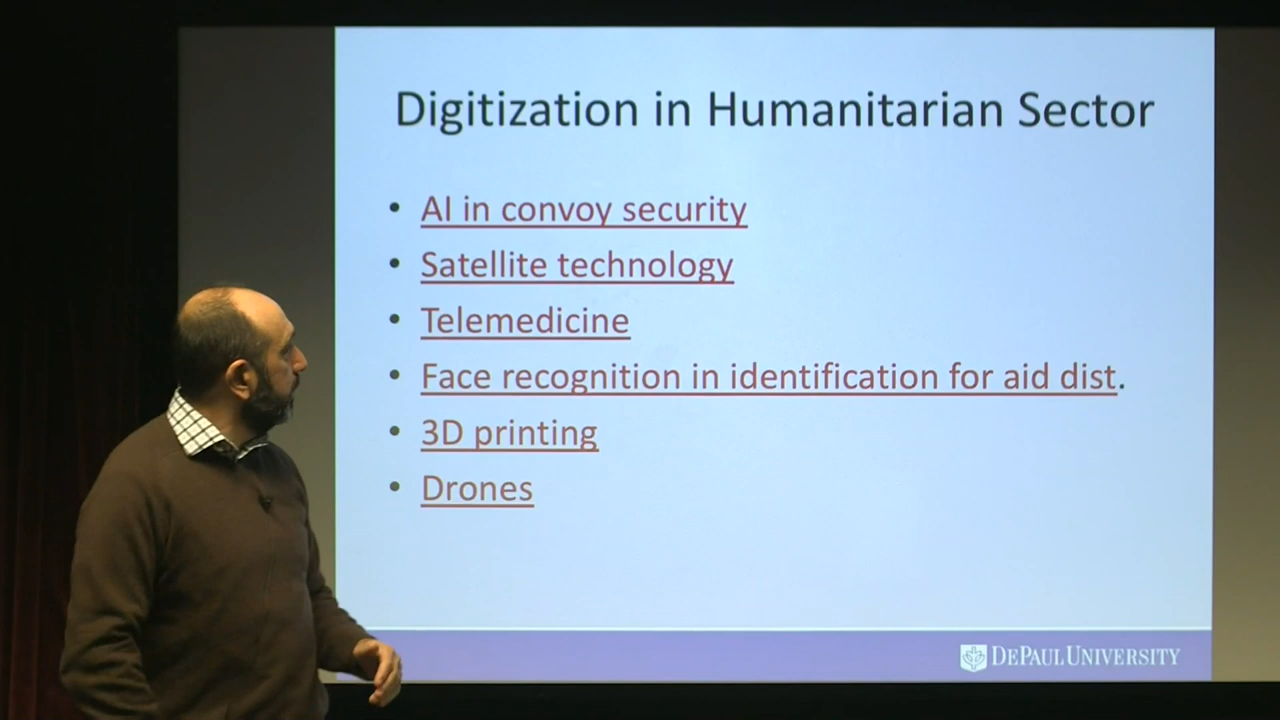 Digitization in Humanitarian Sector
• AI in convoy security
• Satellite technology
• Telemedicine
• Face recognition in identification for aid dist.
• 3D printing
• Drones
DEPAUL UNIVERSITY